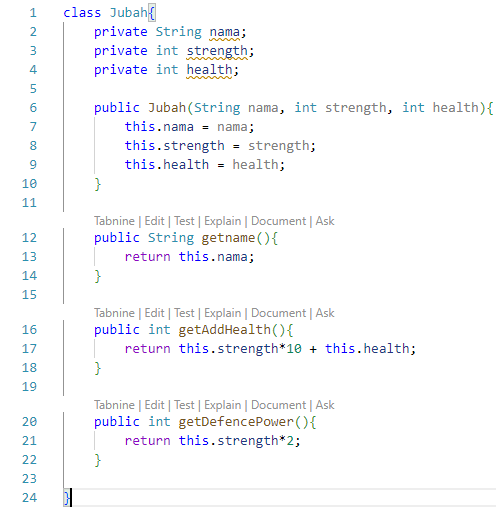 1 class Jubah{
2     private String nama;
3     private int strength;
4     private int health;
5
6     public Jubah(String nama, int strength, int health){
7         this.nama = nama;
8         this.strength = strength;
9         this.health = health;
10     }
11
Tabnine | Edit | Test | Explain | Document | Ask
12     public String getname(){
13         return this.nama;
14     }
15
Tabnine | Edit | Test | Explain | Document | Ask
16     public int getAddHealth(){
17         return this.strength*10 + this.health;
18     }
19
Tabnine | Edit | Test | Explain | Document | Ask
20     public int getDefencePower(){
21         return this.strength*2;
22     }
23
24 }